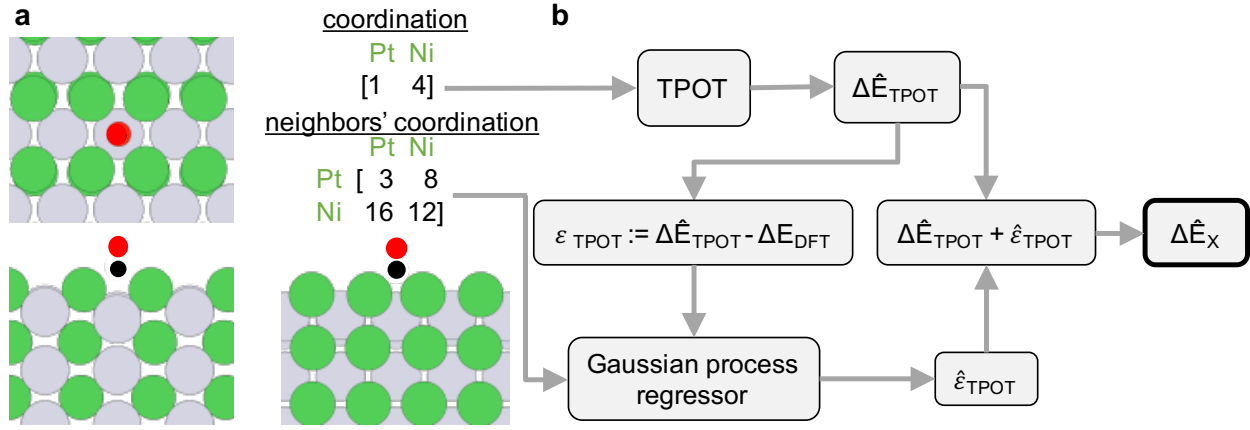 a
coordination
Pt Ni
[1 4]
neighbors' coordination
Pt Ni
Pt [ 3 8
Ni 16 12]
b
TPOT
ΔÊTPOT
ε TPOT := ΔÊTPOT - ΔEDFT
ΔÊTPOT + ε̂TPOT
ΔÊX
Gaussian process
regressor
ε̂TPOT